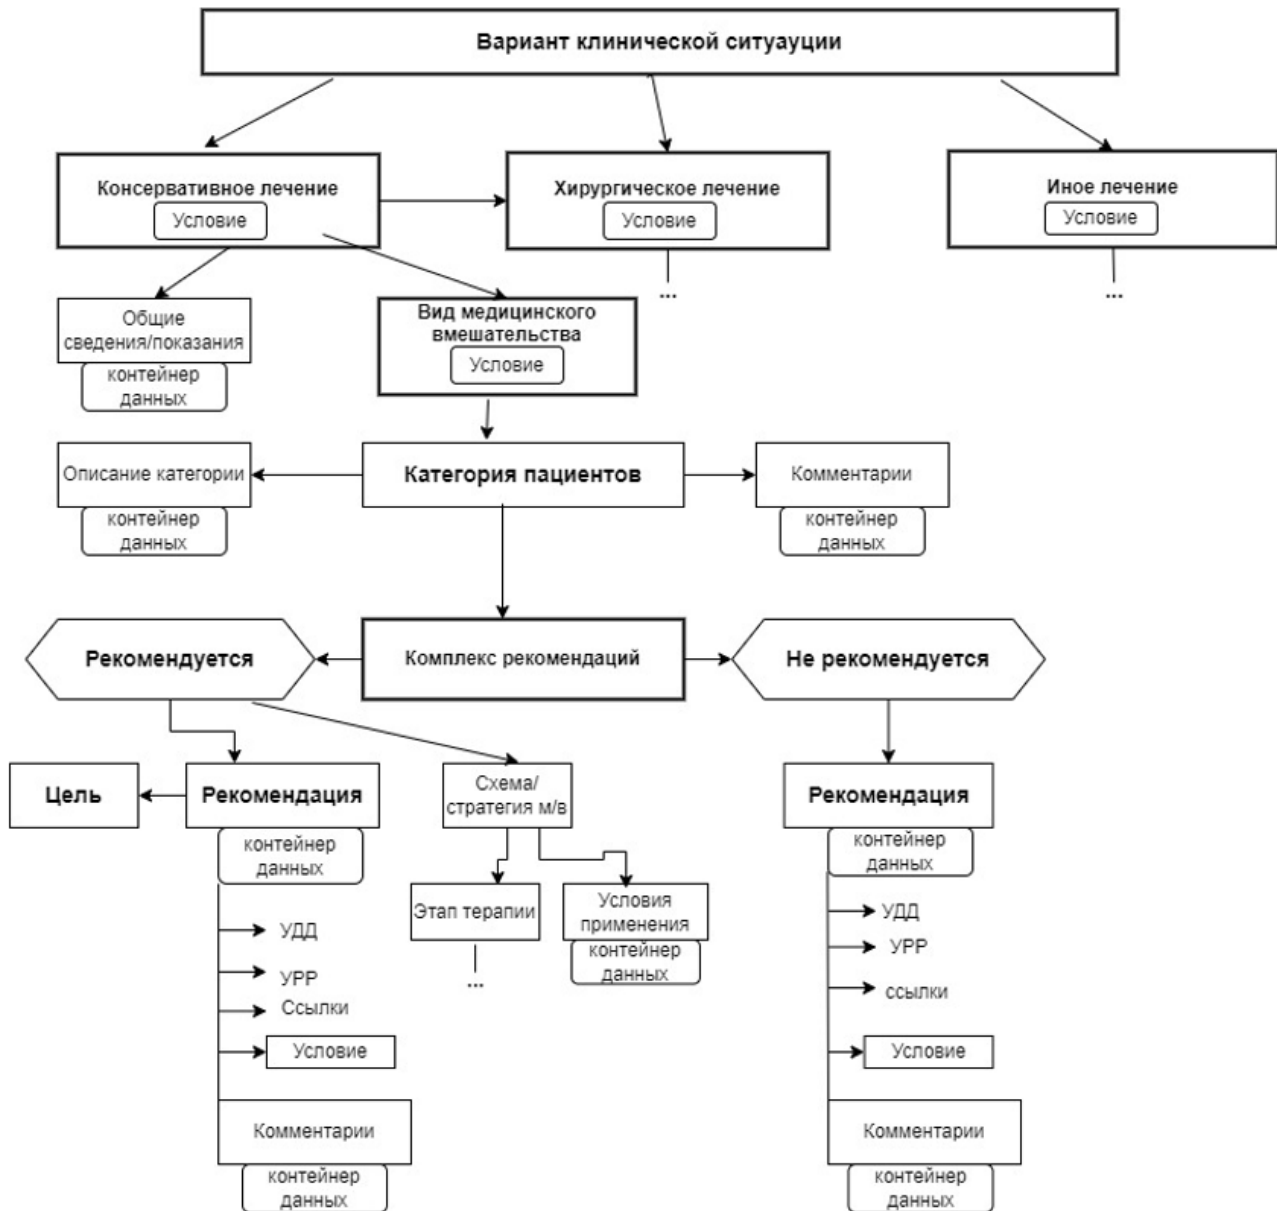 Вариант клинической ситуауции
Консервативное лечение
Условие
Хирургическое лечение
Условие
...
Иное лечение
Условие
...
Общие
сведения/показания
контейнер
данных
Вид медицинского
вмешательства
Условие
Описание категории
контейнер
данных
Категория пациентов
Комментарии
контейнер
данных
Рекомендуется
Комплекс рекомендаций
Не рекомендуется
Цель
Рекомендация
контейнер
данных
УДД
УРР
Ссылки
Условие
Комментарии
контейнер
данных
Схема/
стратегия м/в
Этап терапии
...
Условия
применения
контейнер
данных
Рекомендация
контейнер
данных
УДД
УРР
ссылки
Условие
Комментарии
контейнер
данных